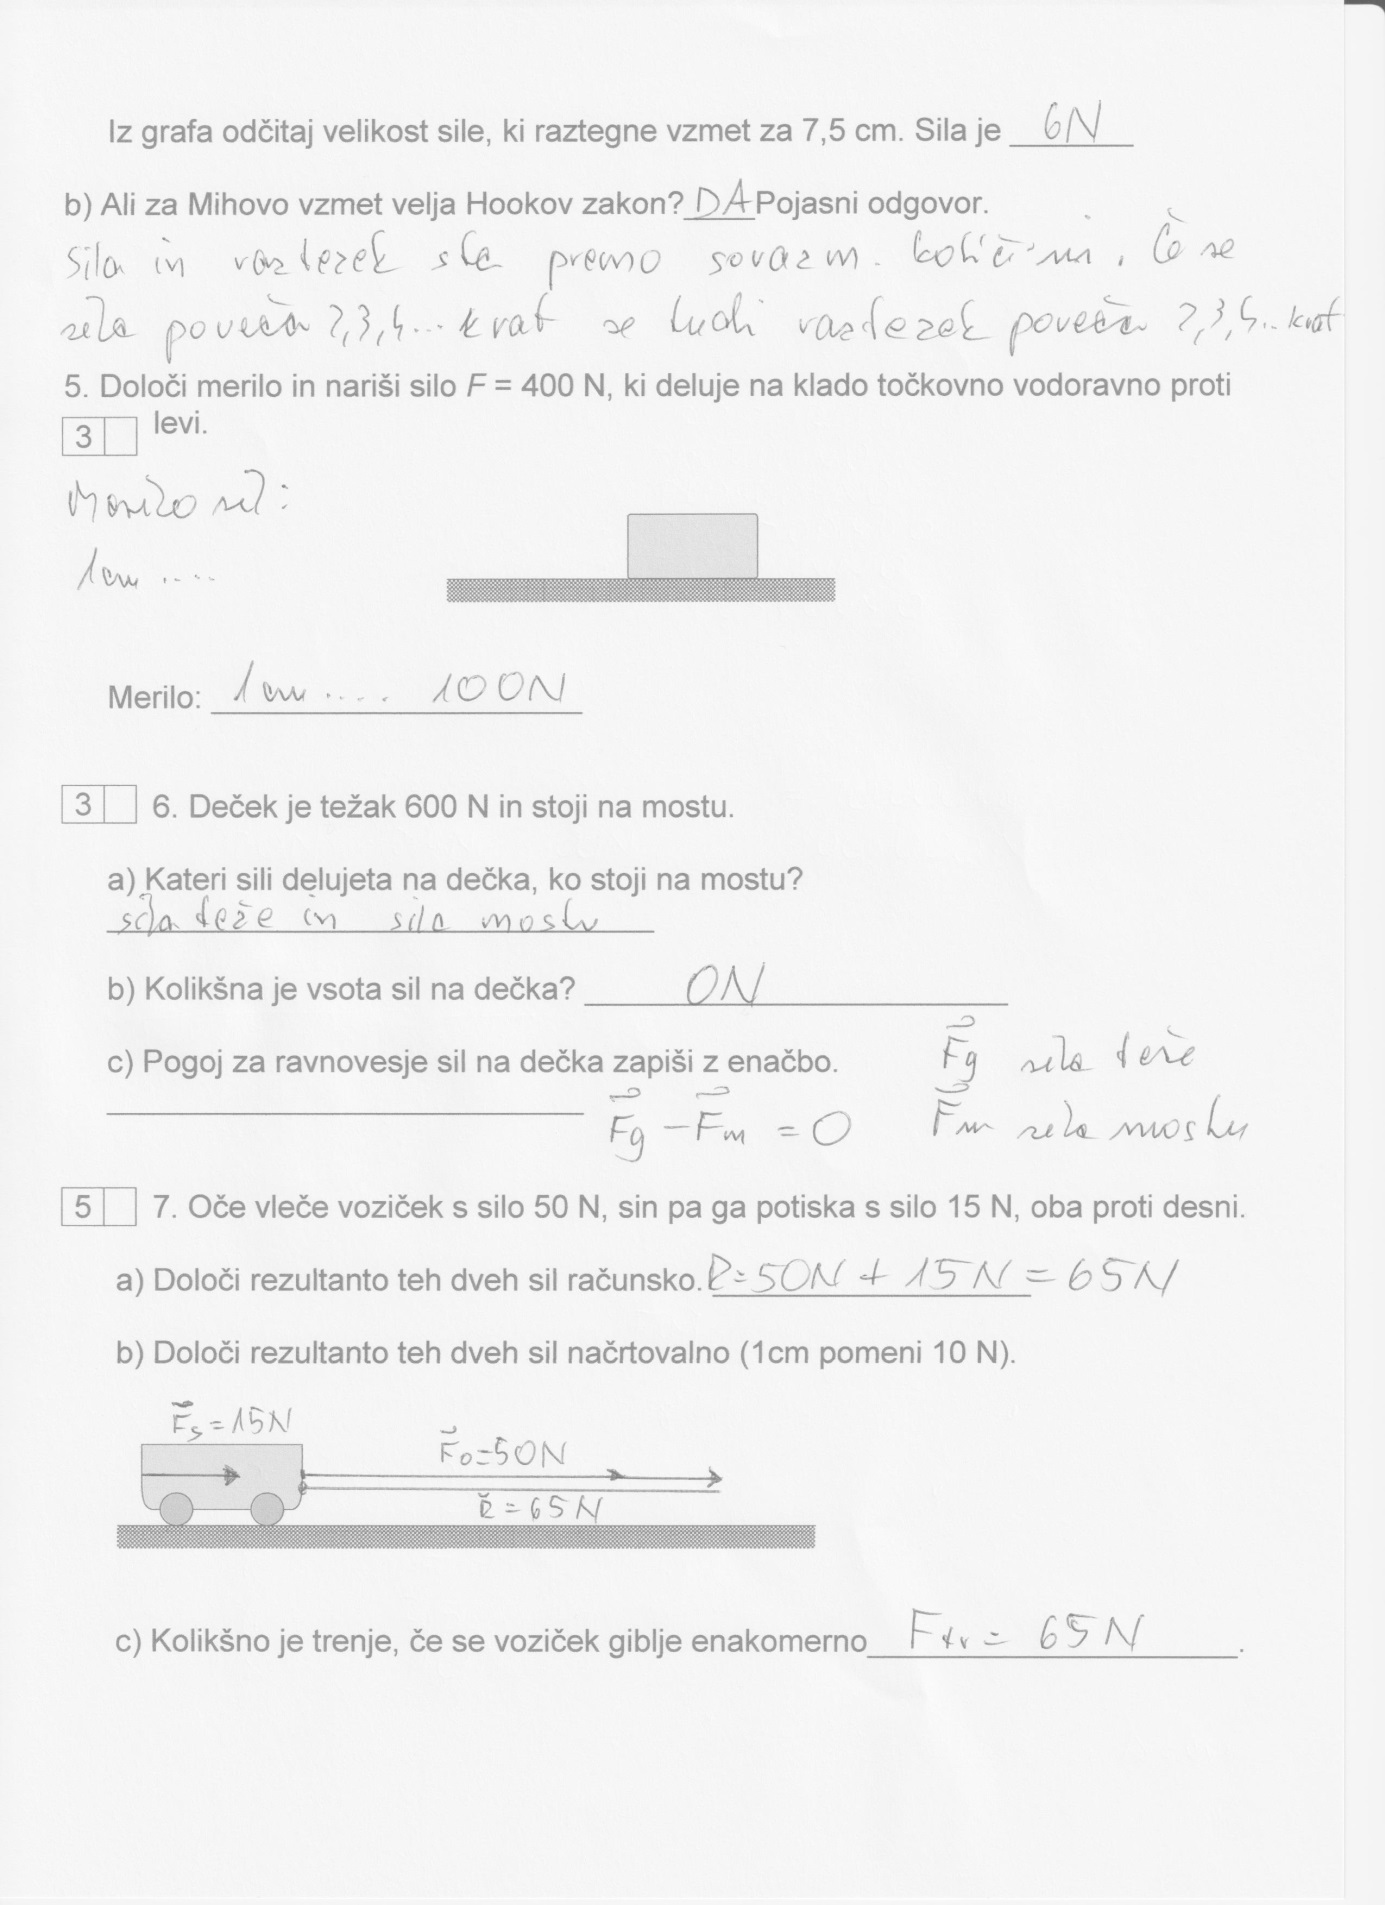 Iz grafa odčitaj velikost sile, ki raztegne vzmet za 7,5 cm. Sila je 6N
b) Ali za Mihovo vzmet velja Hookov zakon? DA Pojasni odgovor.
Sila in raztezek sta premo sorazm. količini. Če se
sila poveča 2,3,4... krat se tudi raztezek poveča 2,3,4.. krat
5. Določi merilo in nariši silo F = 400 N, ki deluje na klado točkovno vodoravno proti
3 levi.
Merilo sil:
1cm ....
Merilo: 1cm .... 100N
3 6. Deček je težak 600 N in stoji na mostu.
a) Kateri sili delujeta na dečka, ko stoji na mostu?
sila teže in sila mostu
b) Kolikšna je vsota sil na dečka? 0N
c) Pogoj za ravnovesje sil na dečka zapiši z enačbo.
Fg sila teže
Fg - Fm = 0
Fm sila mostu
5 7. Oče vleče voziček s silo 50 N, sin pa ga potiska s silo 15 N, oba proti desni.
a) Določi rezultanto teh dveh sil računsko. R=50N + 15N = 65N
b) Določi rezultanto teh dveh sil načrtovalno (1cm pomeni 10 N).
Fs=15N
Fo=50N
R=65N
c) Kolikšno je trenje, če se voziček giblje enakomerno Ftr= 65N.